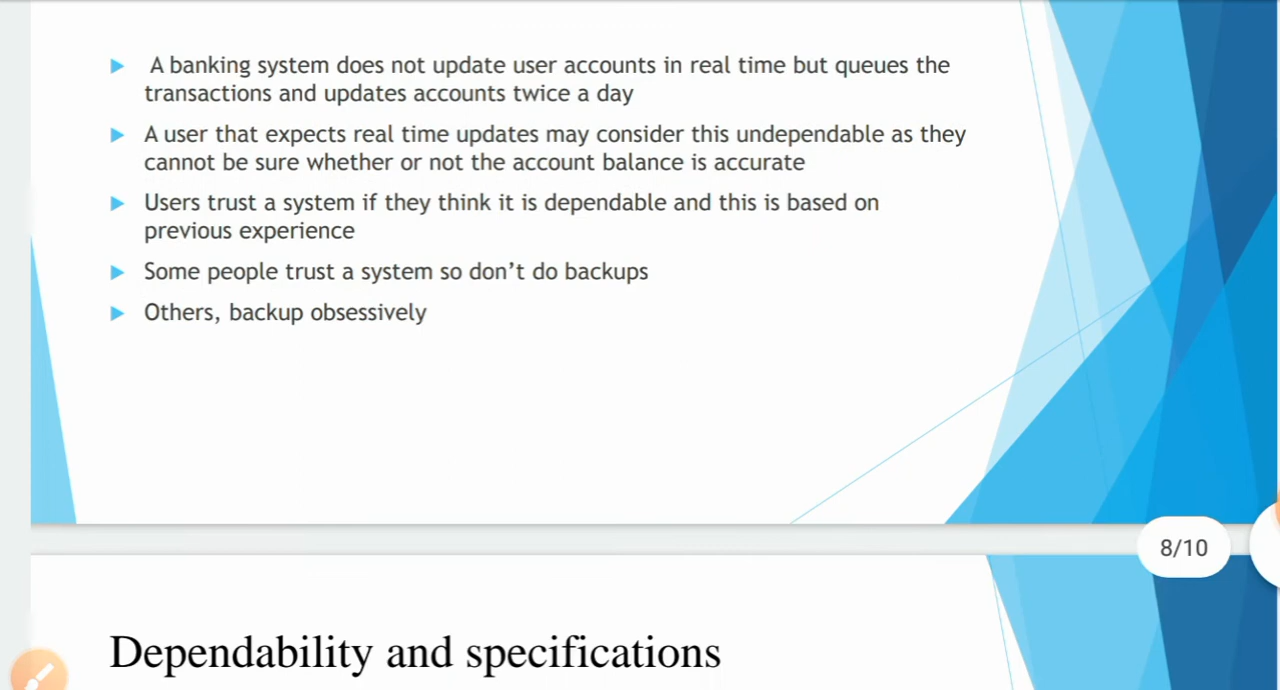 A banking system does not update user accounts in real time but queues the
transactions and updates accounts twice a day
A user that expects real time updates may consider this undependable as they
cannot be sure whether or not the account balance is accurate
Users trust a system if they think it is dependable and this is based on
previous experience
Some people trust a system so don’t do backups
Others, backup obsessively
8/10
Dependability and specifications